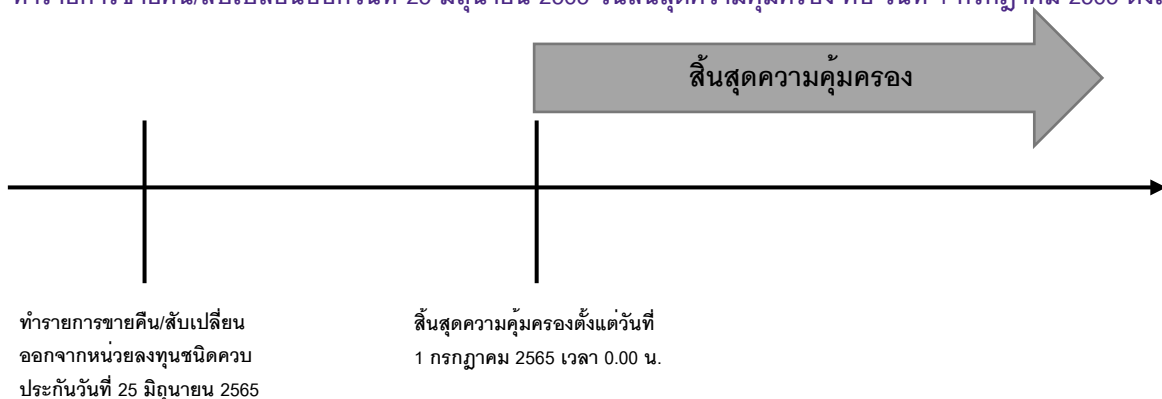 สิ้นสุดความคุ้มครอง
ทำรายการขายคืน/สับเปลี่ยน
ออกจากหน่วยลงทุนชนิดควบ
ประกันวันที่ 25 มิถุนายน 2565
สิ้นสุดความคุ้มครองตั้งแต่วันที่
1 กรกฎาคม 2565 เวลา 0.00 น.